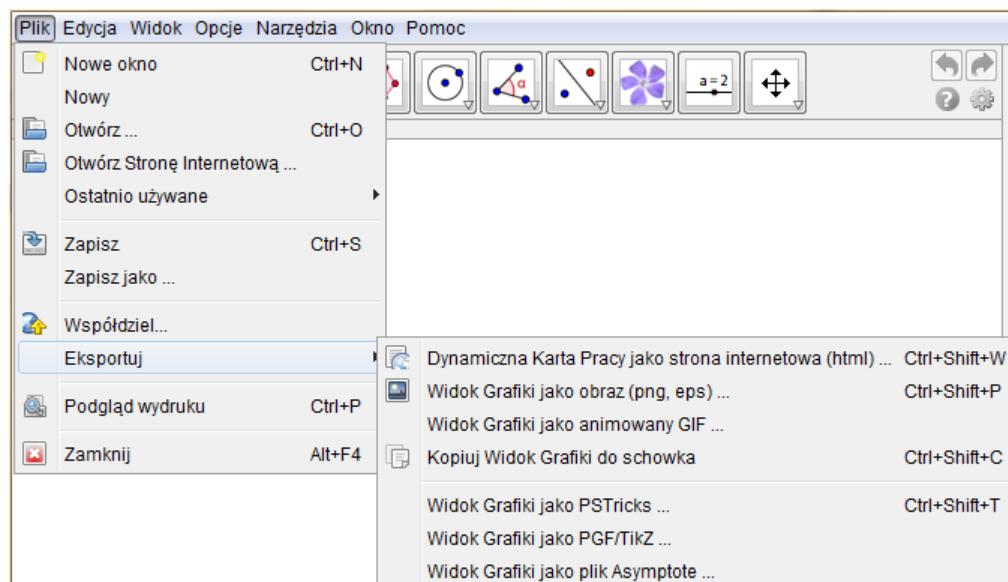 Plik Edycja Widok Opcje Narzędzia Okno Pomoc
Nowe okno Ctrl+N
Nowy
Otwórz ... Ctrl+O
Otwórz Stronę Internetową ...
Ostatnio używane
Zapisz Ctrl+S
Zapisz jako ...
Współdziel...
Eksportuj
Podgląd wydruku Ctrl+P
Zamknij Alt+F4
α
a=2
Dynamiczna Karta Pracy jako strona internetowa (html) ... Ctrl+Shift+W
Widok Grafiki jako obraz (png, eps) ... Ctrl+Shift+P
Widok Grafiki jako animowany GIF ...
Kopiuj Widok Grafiki do schowka Ctrl+Shift+C
Widok Grafiki jako PSTricks ... Ctrl+Shift+T
Widok Grafiki jako PGF/TikZ ...
Widok Grafiki jako plik Asymptote ...